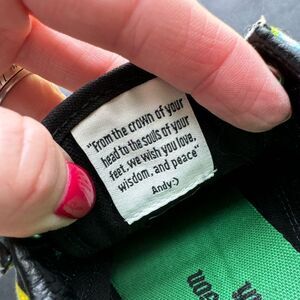 "From the crown of your
head to the souls of your
feet, we wish you love,
wisdom, and peace"
Andy:)